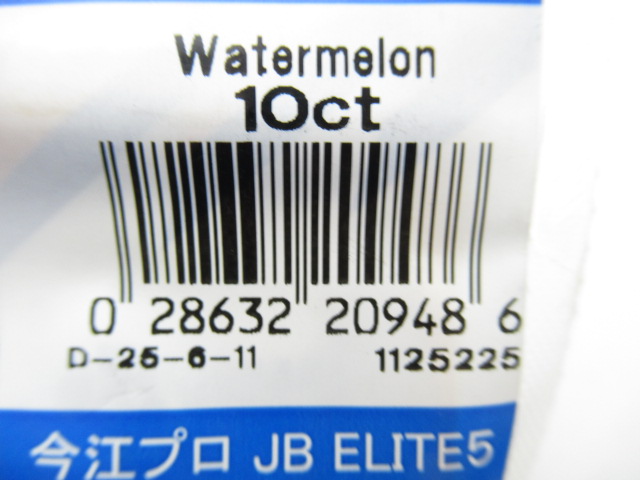 Watermelon
10ct
0 28632 20948 6
D-25-6-11 1125225
今江プロ JB ELITE5